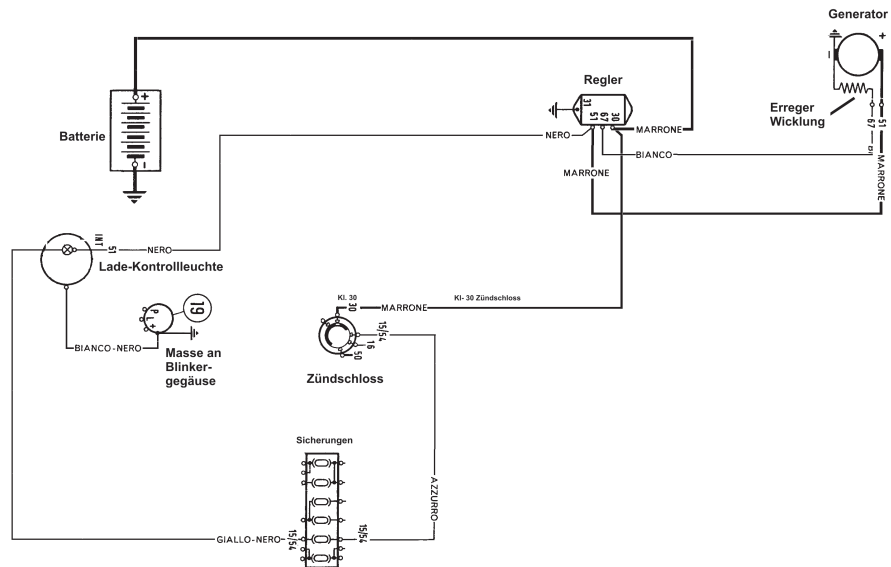 Generator
+
–
Regler
31
51
67
30
Erreger
Wicklung
67
51
BI
MARRONE
Batterie
+
–
NERO
MARRONE
BIANCO
MARRONE
INT
51
NERO
Lade-Kontrollleuchte
Kl. 30
30
MARRONE
Kl- 30 Zündschloss
P
L
+
19
15/54
16
50
BIANCO-NERO
Masse an
Blinker-
gegäuse
Zündschloss
Sicherungen
AZZURRO
GIALLO-NERO
15/54
15/54